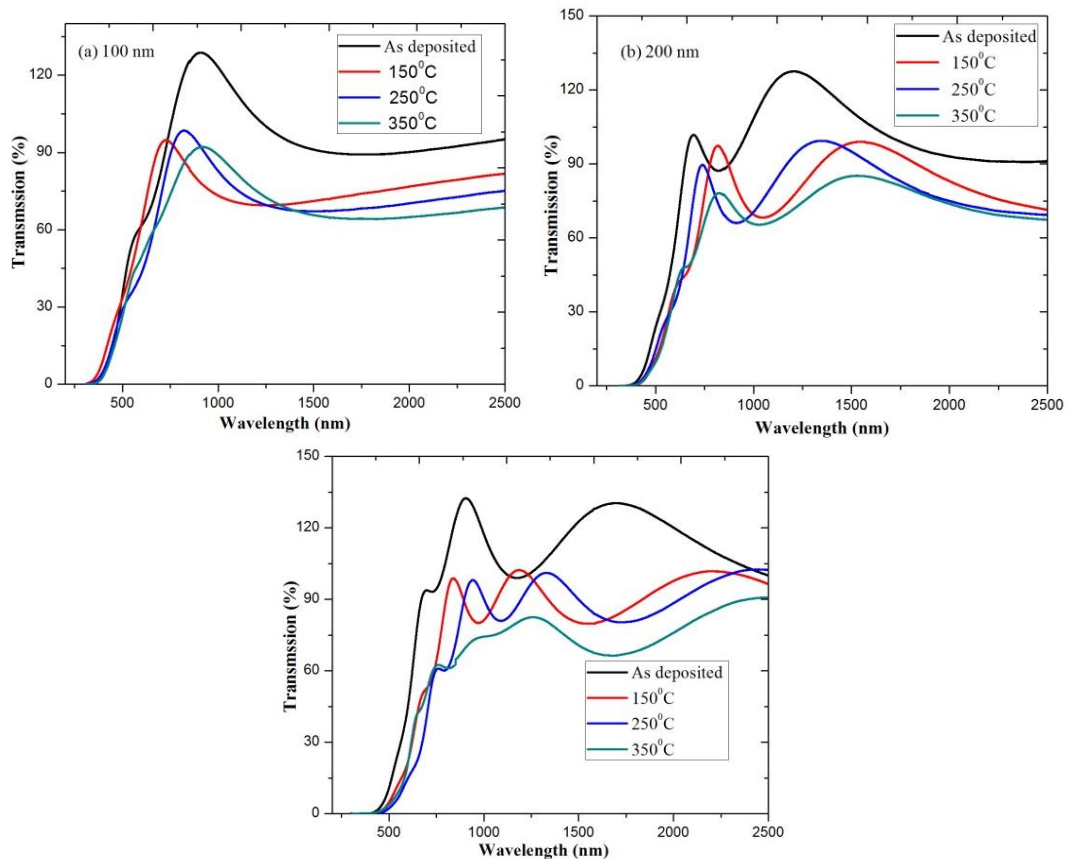 (a) 100 nm
As deposited
150⁰C
250⁰C
350⁰C
120
90
60
30
0
Transmssion (%)
500
1000
1500
2000
2500
Wavelength (nm)
(b) 200 nm
As deposited
150⁰C
250⁰C
350⁰C
150
120
90
60
30
0
Transmission (%)
500
1000
1500
2000
2500
Wavelength (nm)
150
120
90
60
30
0
Transmssion (%)
As deposited
150⁰C
250⁰C
350⁰C
500
1000
1500
2000
2500
Wavelength (nm)